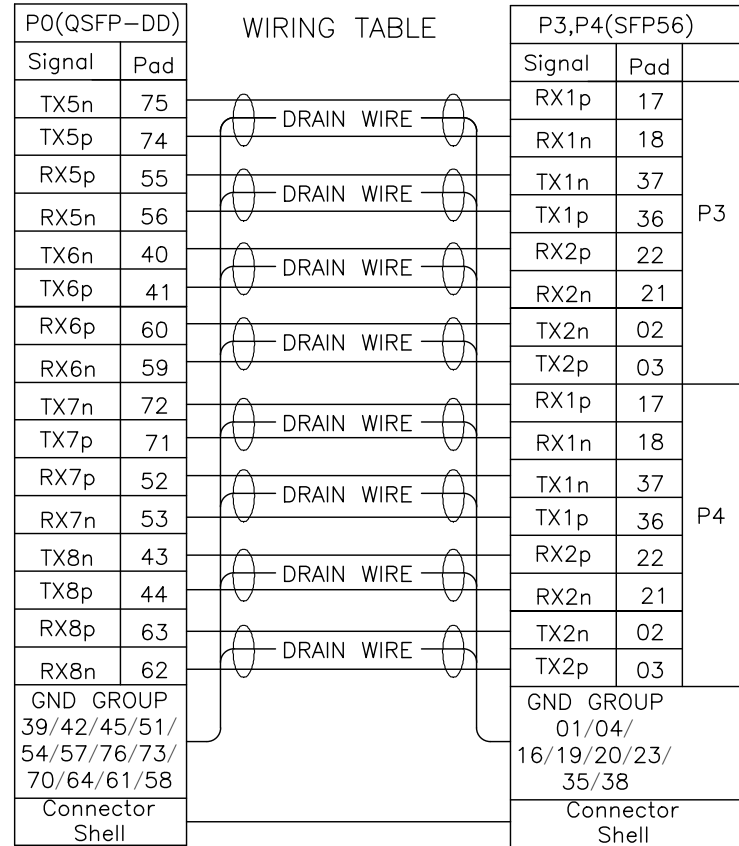 P0(QSFP-DD) WIRING TABLE P3,P4(SFP56)
Signal Pad Signal Pad
TX5n 75 RX1p 17
DRAIN WIRE
TX5p 74 RX1n 18
RX5p 55 TX1n 37
DRAIN WIRE
RX5n 56 TX1p 36 P3
TX6n 40 RX2p 22
DRAIN WIRE
TX6p 41 RX2n 21
RX6p 60 TX2n 02
DRAIN WIRE
RX6n 59 TX2p 03
TX7n 72 RX1p 17
DRAIN WIRE
TX7p 71 RX1n 18
RX7p 52 TX1n 37
DRAIN WIRE
RX7n 53 TX1p 36 P4
TX8n 43 RX2p 22
DRAIN WIRE
TX8p 44 RX2n 21
RX8p 63 TX2n 02
DRAIN WIRE
RX8n 62 TX2p 03
GND GROUP
39/42/45/51/
54/57/76/73/
70/64/61/58
GND GROUP
01/04/
16/19/20/23/
35/38
Connector
Shell
Connector
Shell